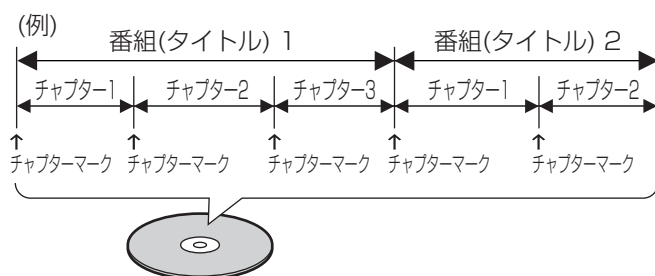 (例)
番組(タイトル) 1 番組(タイトル) 2
チャプター1 チャプター2 チャプター3 チャプター1 チャプター2
↑ ↑ ↑ ↑ ↑
チャプターマーク チャプターマーク チャプターマーク チャプターマーク チャプターマーク